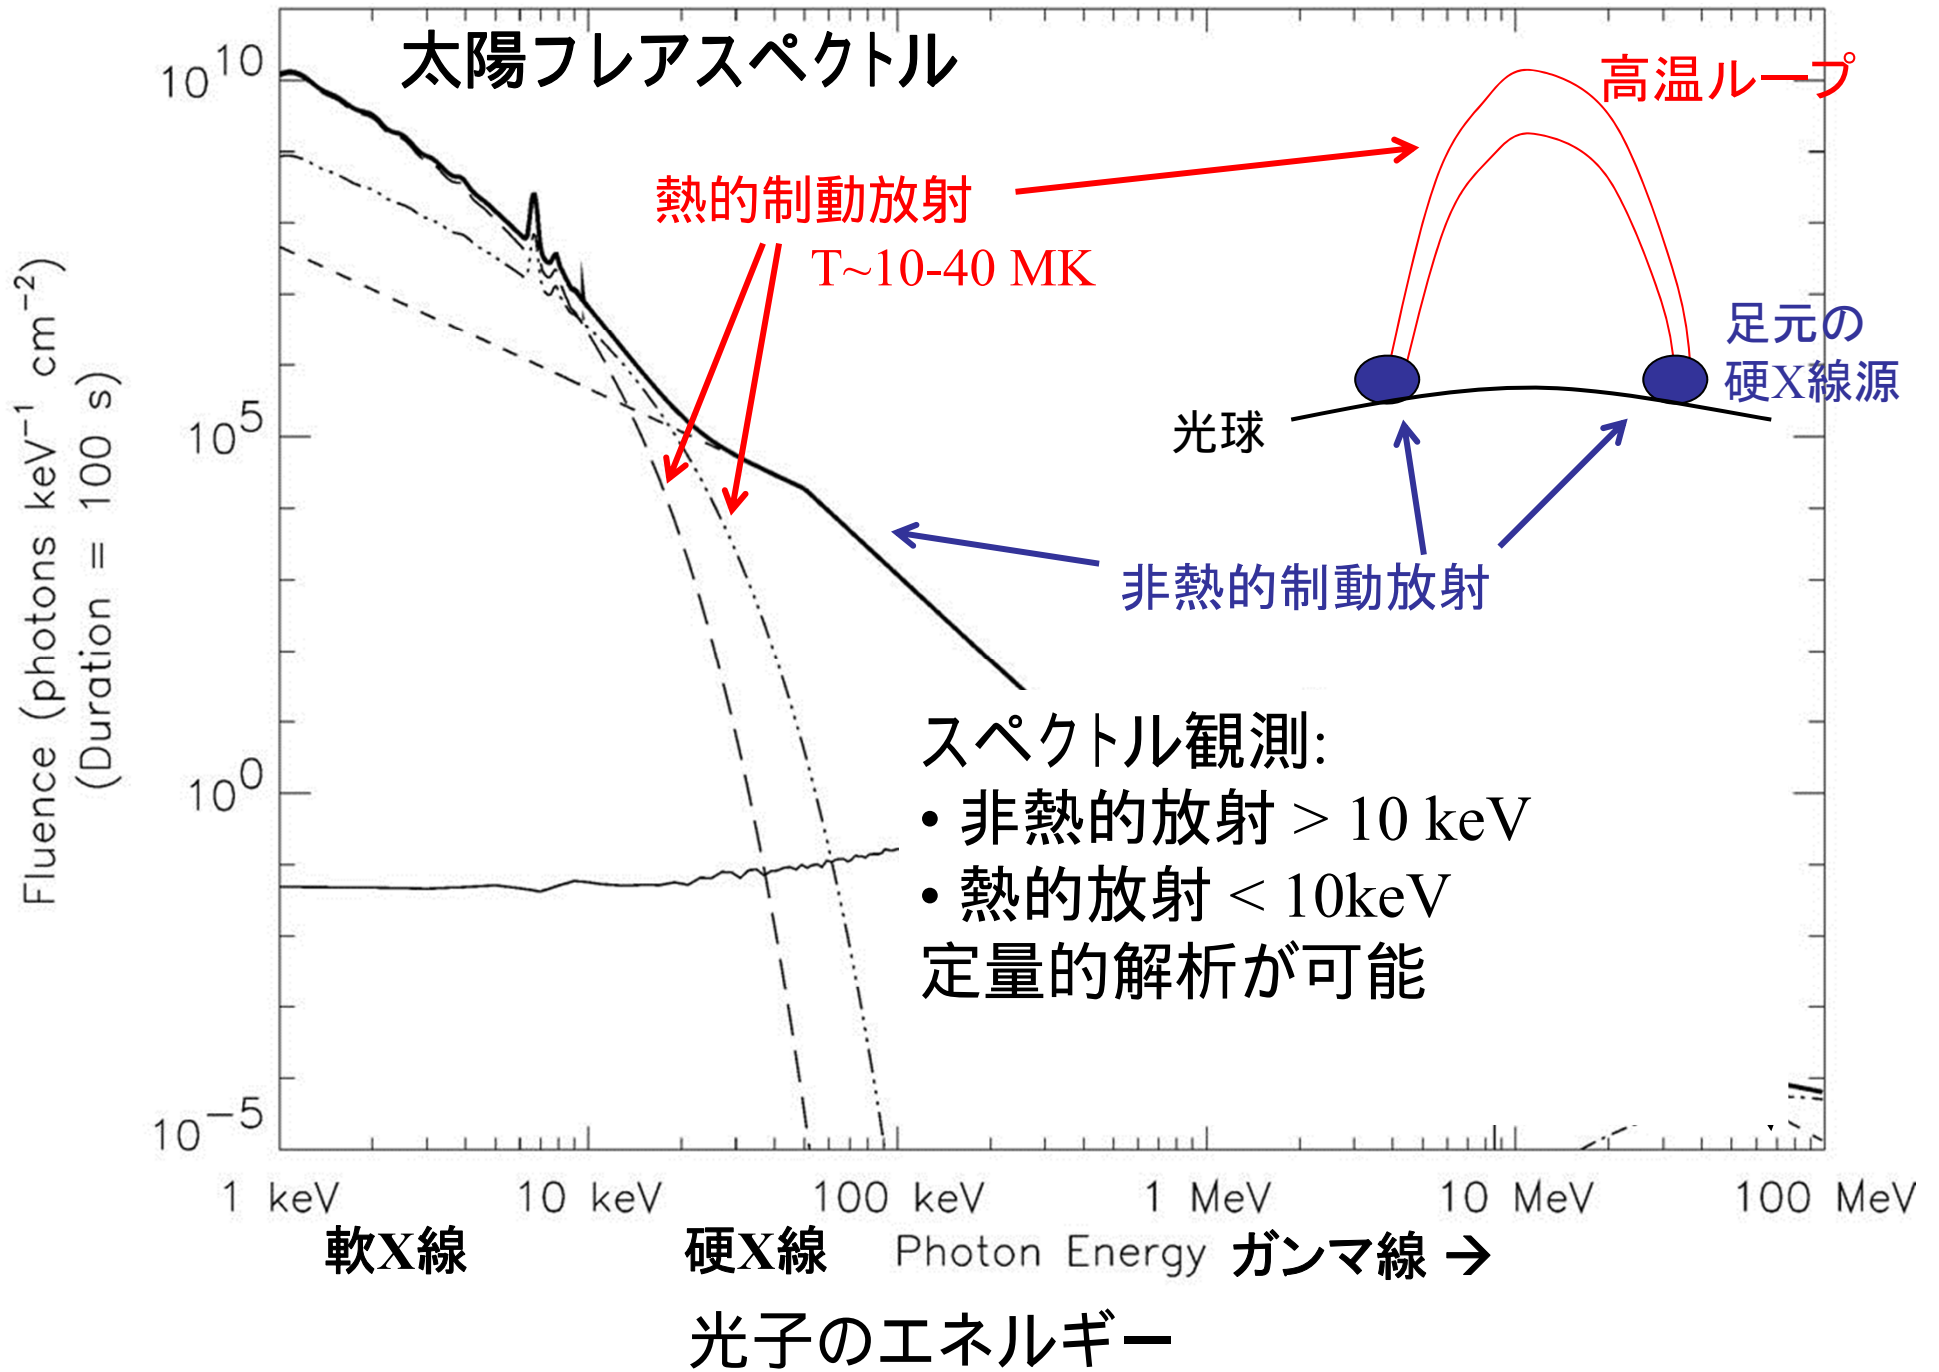 太陽フレアスペクトル
高温ループ
熱的制動放射
T~10-40 MK
足元の
硬X線源
光球
非熱的制動放射
スペクトル観測:
• 非熱的放射 > 10 keV
• 熱的放射 < 10keV
定量的解析が可能
Fluence (photons keV⁻¹ cm⁻²)
(Duration = 100 s)
10¹⁰
10⁵
10⁰
10⁻⁵
1 keV 10 keV 100 keV 1 MeV 10 MeV 100 MeV
軟X線 硬X線 Photon Energy ガンマ線 →
光子のエネルギー